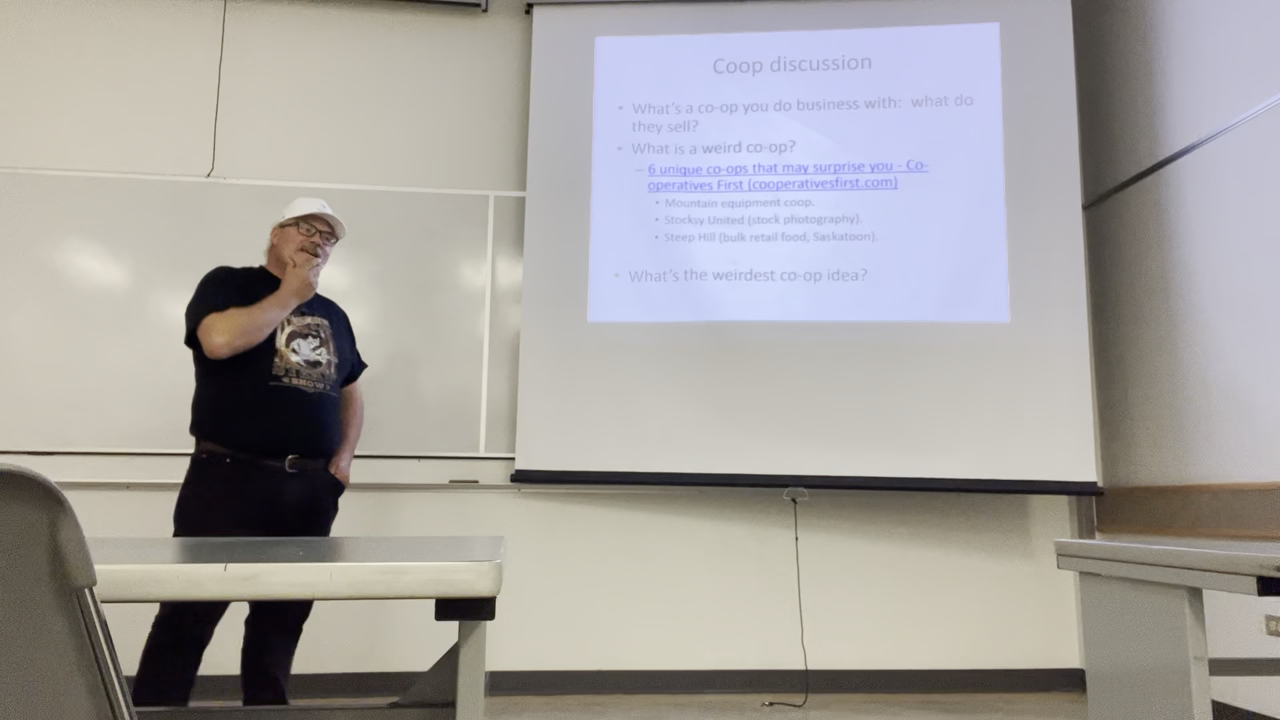 Coop discussion
• What's a co-op you do business with: what do
they sell?
• What is a weird co-op?
– 6 unique co-ops that may surprise you - Co-
operatives First (cooperativesfirst.com)
• Mountain equipment coop.
• Stocksy United (stock photography).
• Steep Hill (bulk retail food, Saskatoon).
• What's the weirdest co-op idea?
SHOW